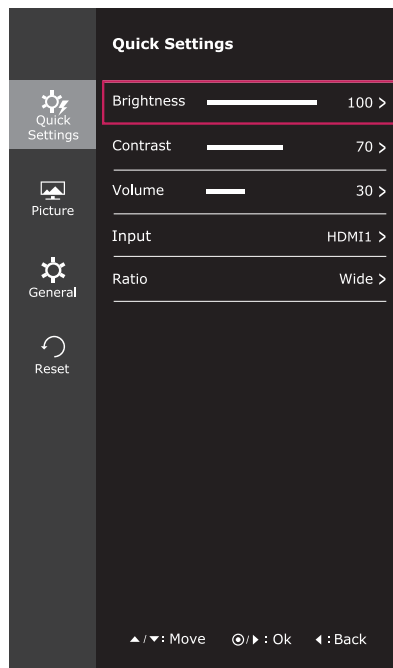 Quick Settings
Quick
Settings
Picture
General
Reset
Brightness 100 >
Contrast 70 >
Volume 30 >
Input HDMI1 >
Ratio Wide >
▲/▼: Move ⊙/▶ : Ok ◀ : Back